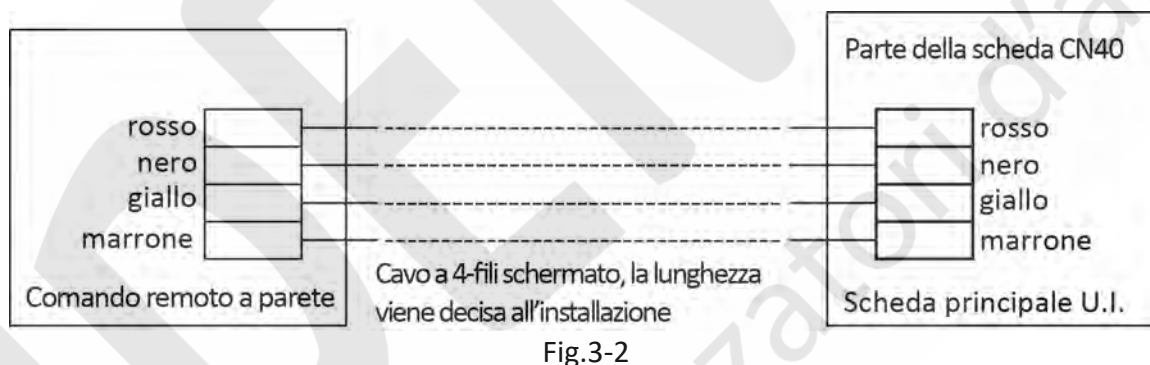 Parte della scheda CN40
rosso
nero
giallo
marrone
Comando remoto a parete
Cavo a 4-fili schermato, la lunghezza
viene decisa all'installazione
rosso
nero
giallo
marrone
Scheda principale U.I.
Fig.3-2